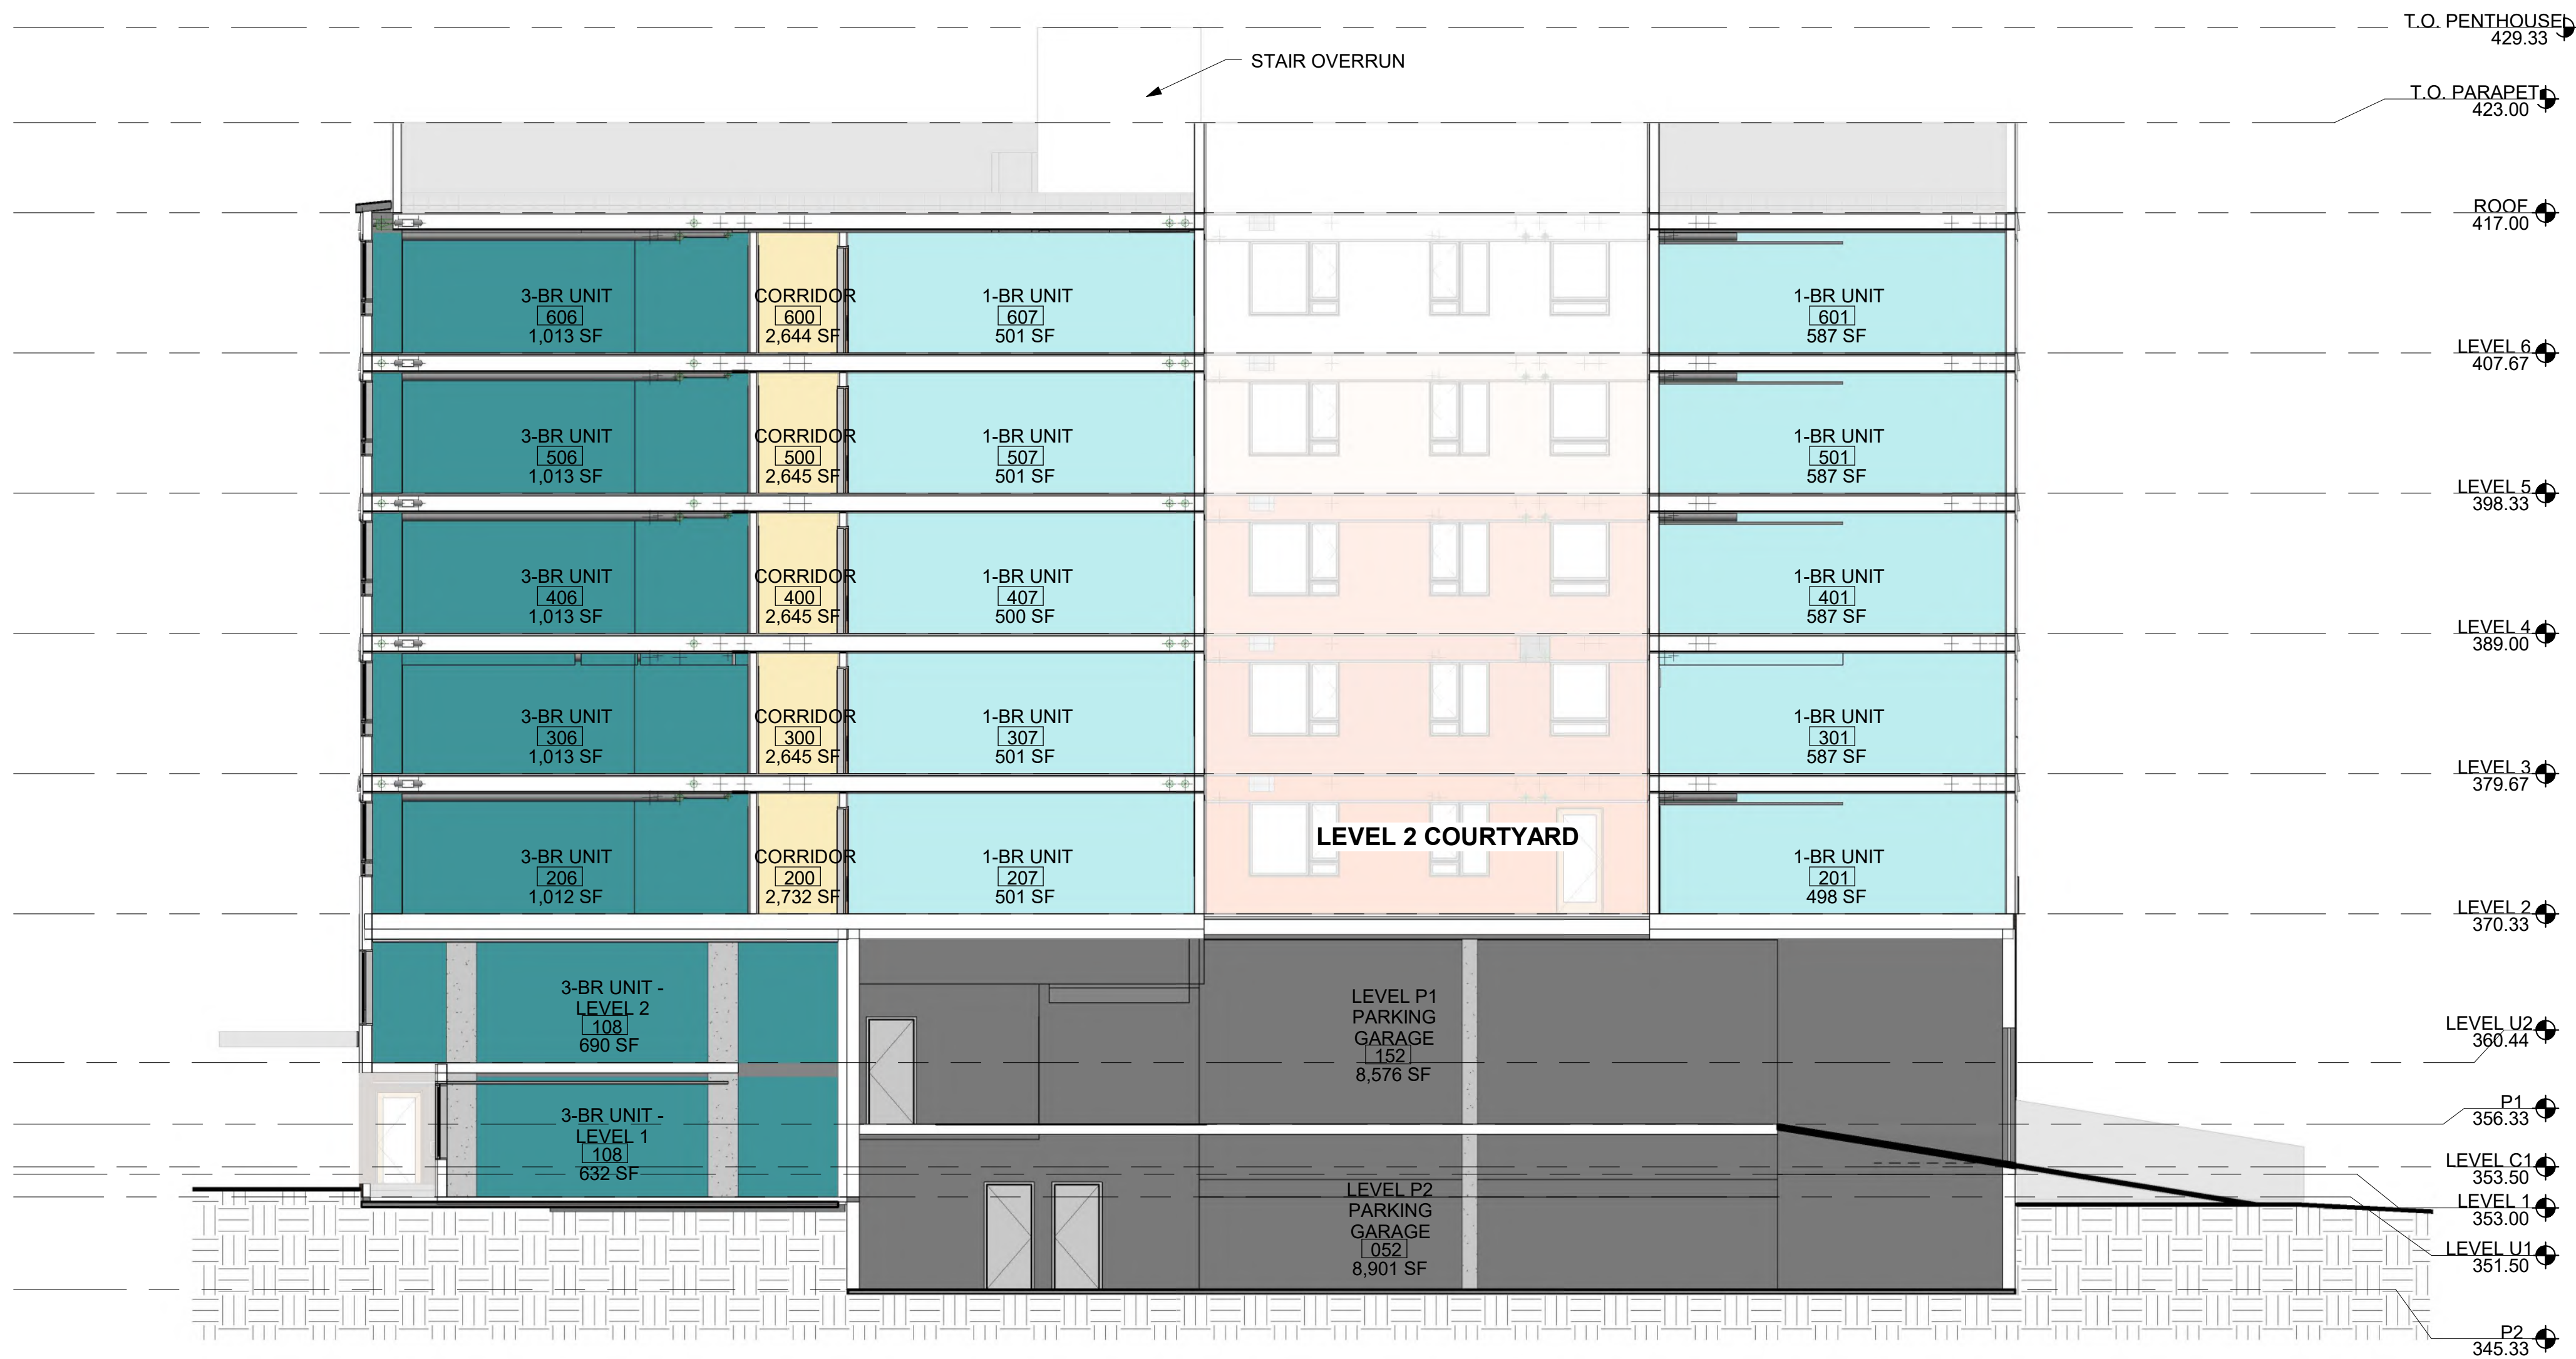 T.O. PENTHOUSE
429.33
STAIR OVERRUN
T.O. PARAPET
423.00
ROOF
417.00
3-BR UNIT
606
1,013 SF
CORRIDOR
600
2,644 SF
1-BR UNIT
607
501 SF
1-BR UNIT
601
587 SF
LEVEL 6
407.67
3-BR UNIT
506
1,013 SF
CORRIDOR
500
2,645 SF
1-BR UNIT
507
501 SF
1-BR UNIT
501
587 SF
LEVEL 5
398.33
3-BR UNIT
406
1,013 SF
CORRIDOR
400
2,645 SF
1-BR UNIT
407
500 SF
1-BR UNIT
401
587 SF
LEVEL 4
389.00
3-BR UNIT
306
1,013 SF
CORRIDOR
300
2,645 SF
1-BR UNIT
307
501 SF
1-BR UNIT
301
587 SF
LEVEL 3
379.67
LEVEL 2 COURTYARD
3-BR UNIT
206
1,012 SF
CORRIDOR
200
2,732 SF
1-BR UNIT
207
501 SF
1-BR UNIT
201
498 SF
LEVEL 2
370.33
3-BR UNIT -
LEVEL 2
108
690 SF
LEVEL P1
PARKING
GARAGE
152
8,576 SF
LEVEL U2
360.44
P1
356.33
3-BR UNIT -
LEVEL 1
108
632 SF
LEVEL C1
353.50
LEVEL P2
PARKING
GARAGE
052
8,901 SF
LEVEL 1
353.00
LEVEL U1
351.50
P2
345.33